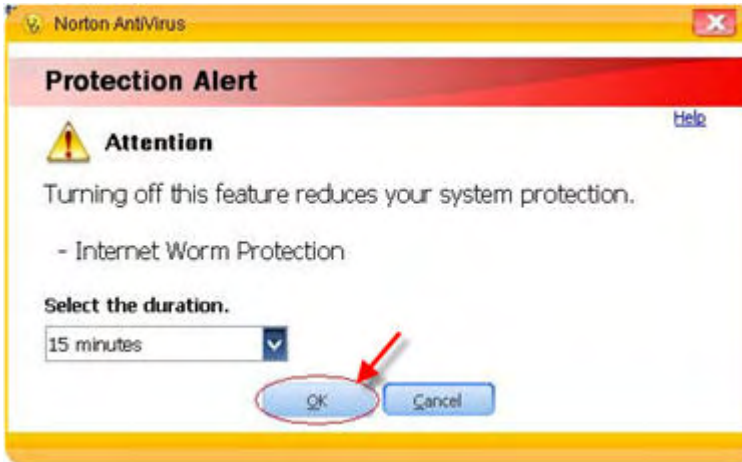 Norton AntiVirus
Protection Alert
Help
Attention
Turning off this feature reduces your system protection.
- Internet Worm Protection
Select the duration.
15 minutes
OK
Cancel